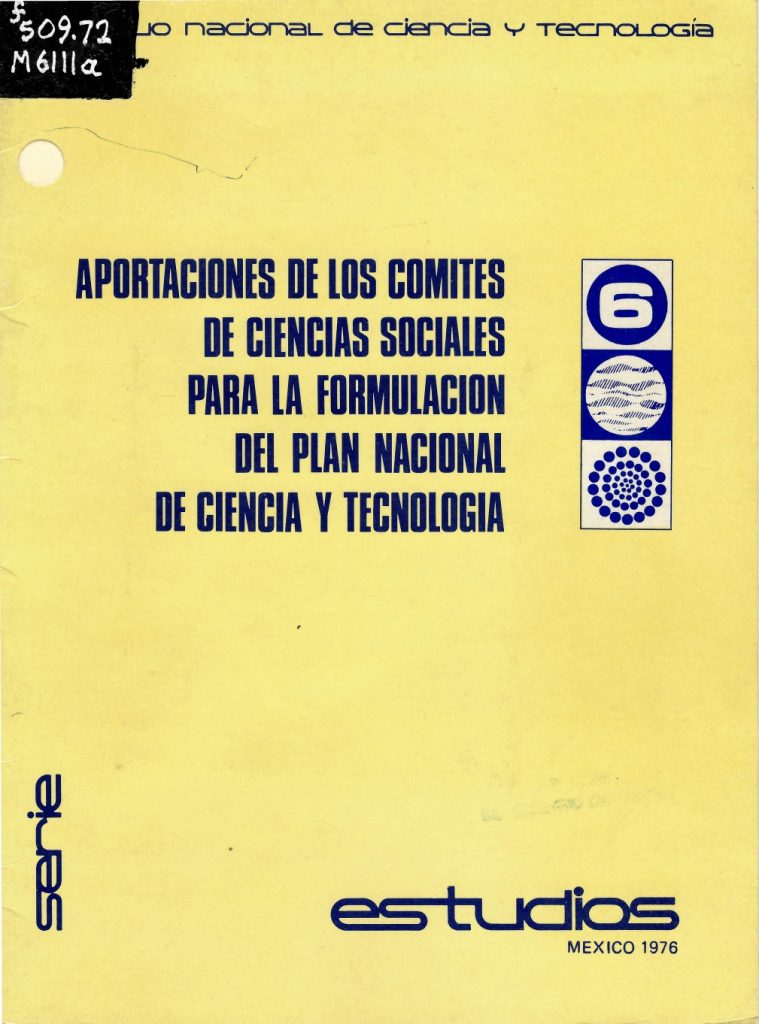 f
509.72
M6111a
nacional de ciencia y tecnología
APORTACIONES DE LOS COMITES
DE CIENCIAS SOCIALES
PARA LA FORMULACION
DEL PLAN NACIONAL
DE CIENCIA Y TECNOLOGIA
6
serie
estudios
MEXICO 1976